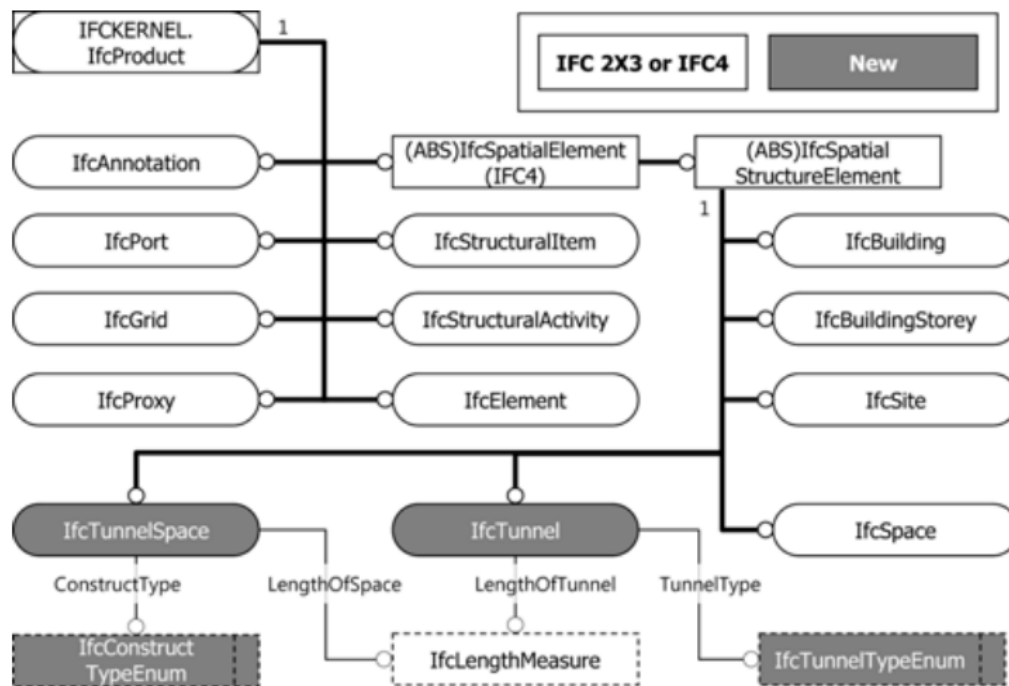 IFCKERNEL.
IfcProduct
1
IFC 2X3 or IFC4
New
IfcAnnotation
(ABS)IfcSpatialElement
(IFC4)
(ABS)IfcSpatial
StructureElement
1
IfcPort
IfcStructuralItem
IfcBuilding
IfcGrid
IfcStructuralActivity
IfcBuildingStorey
IfcProxy
IfcElement
IfcSite
IfcTunnelSpace
IfcTunnel
IfcSpace
ConstructType
LengthOfSpace
LengthOfTunnel
TunnelType
IfcConstruct
TypeEnum
IfcLengthMeasure
IfcTunnelTypeEnum